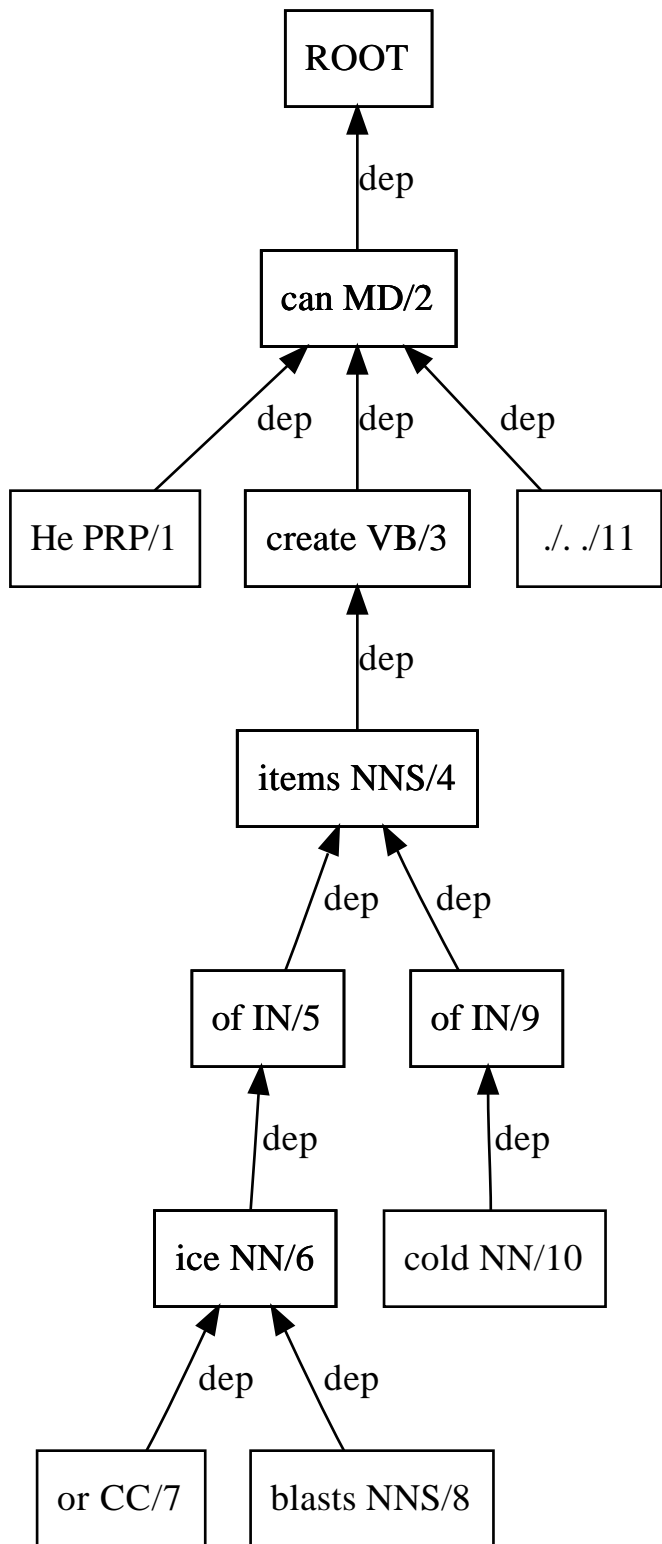 ROOT
dep
can MD/2
dep dep dep
He PRP/1 create VB/3 ./. ./11
dep
items NNS/4
dep dep
of IN/5 of IN/9
dep dep
ice NN/6 cold NN/10
dep dep
or CC/7 blasts NNS/8